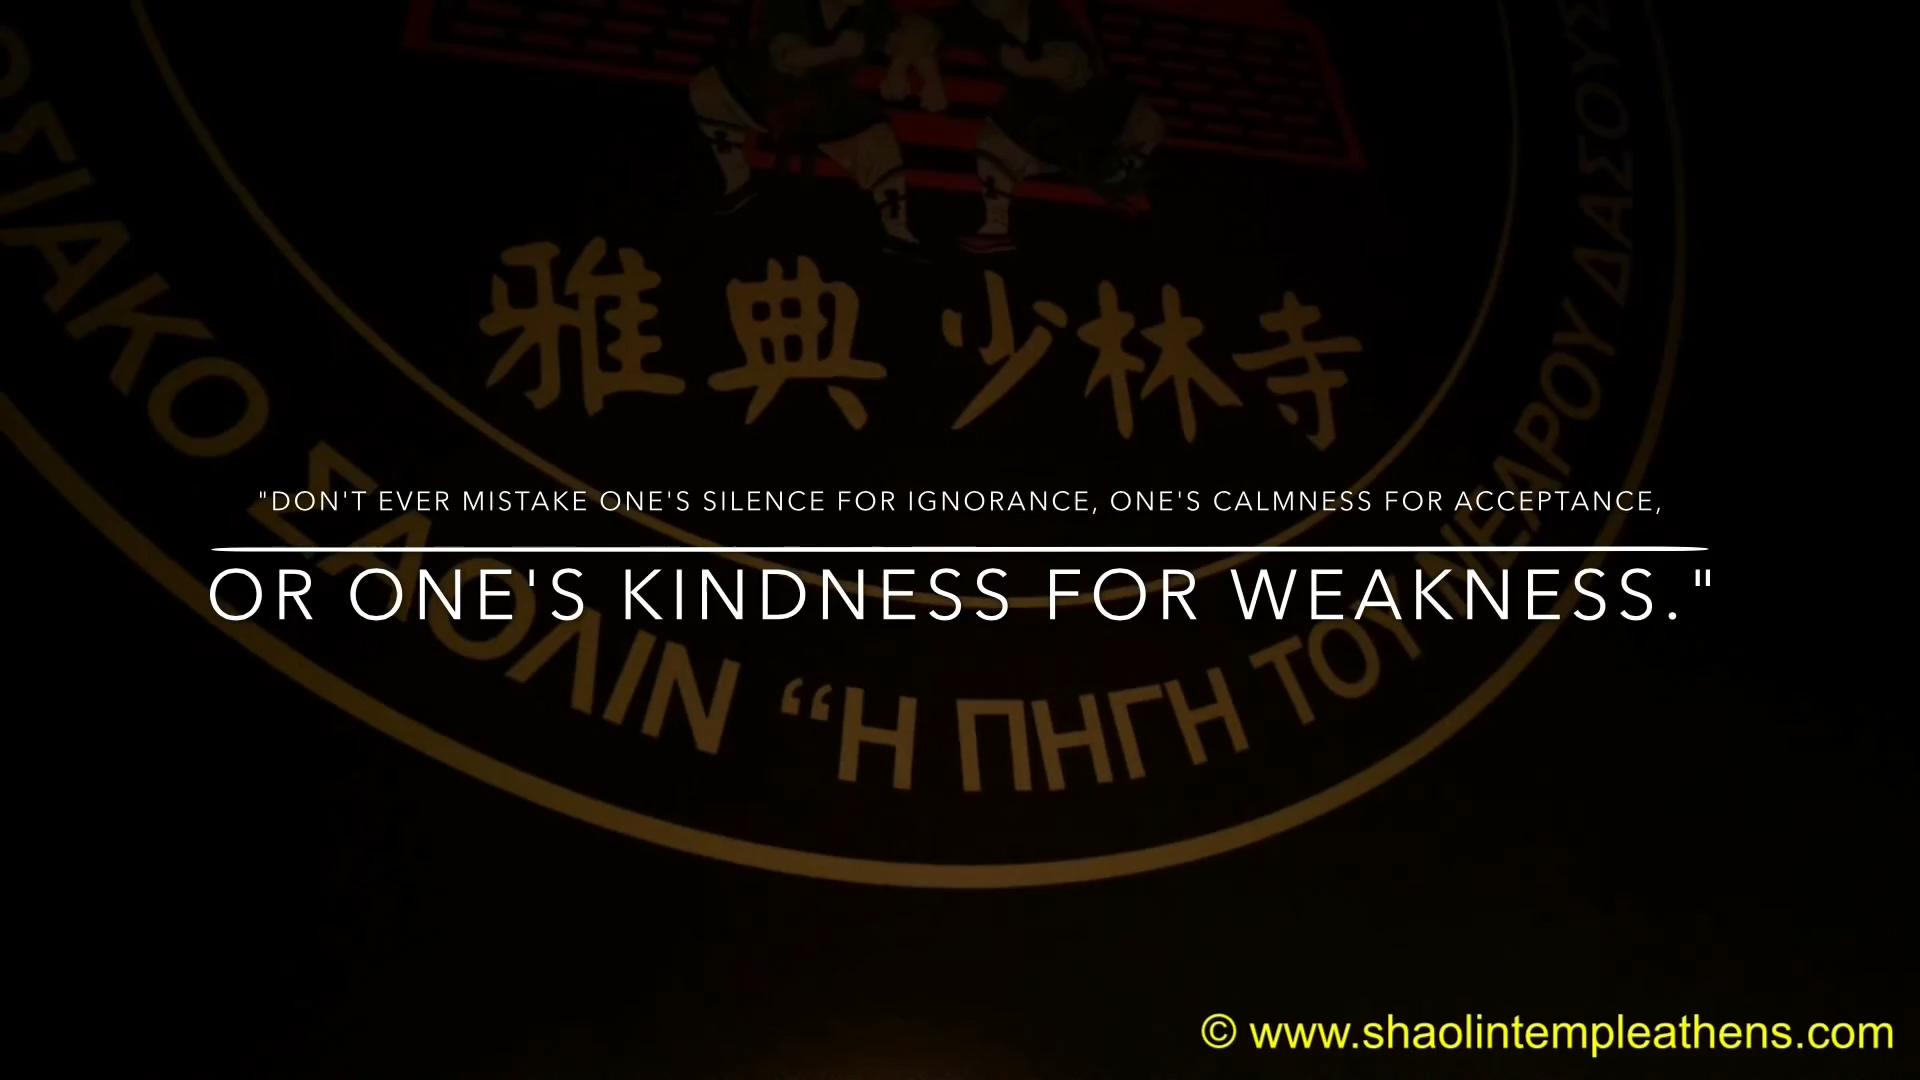 雅典少林寺
"DON'T EVER MISTAKE ONE'S SILENCE FOR IGNORANCE, ONE'S CALMNESS FOR ACCEPTANCE,
OR ONE'S KINDNESS FOR WEAKNESS."
ΣΑΟΛΙΝ “Η ΠΗΓΗ ΤΟΥ ΝΕΑΡΟΥ ΔΑΣΟΥΣ
© www.shaolintempleathens.com